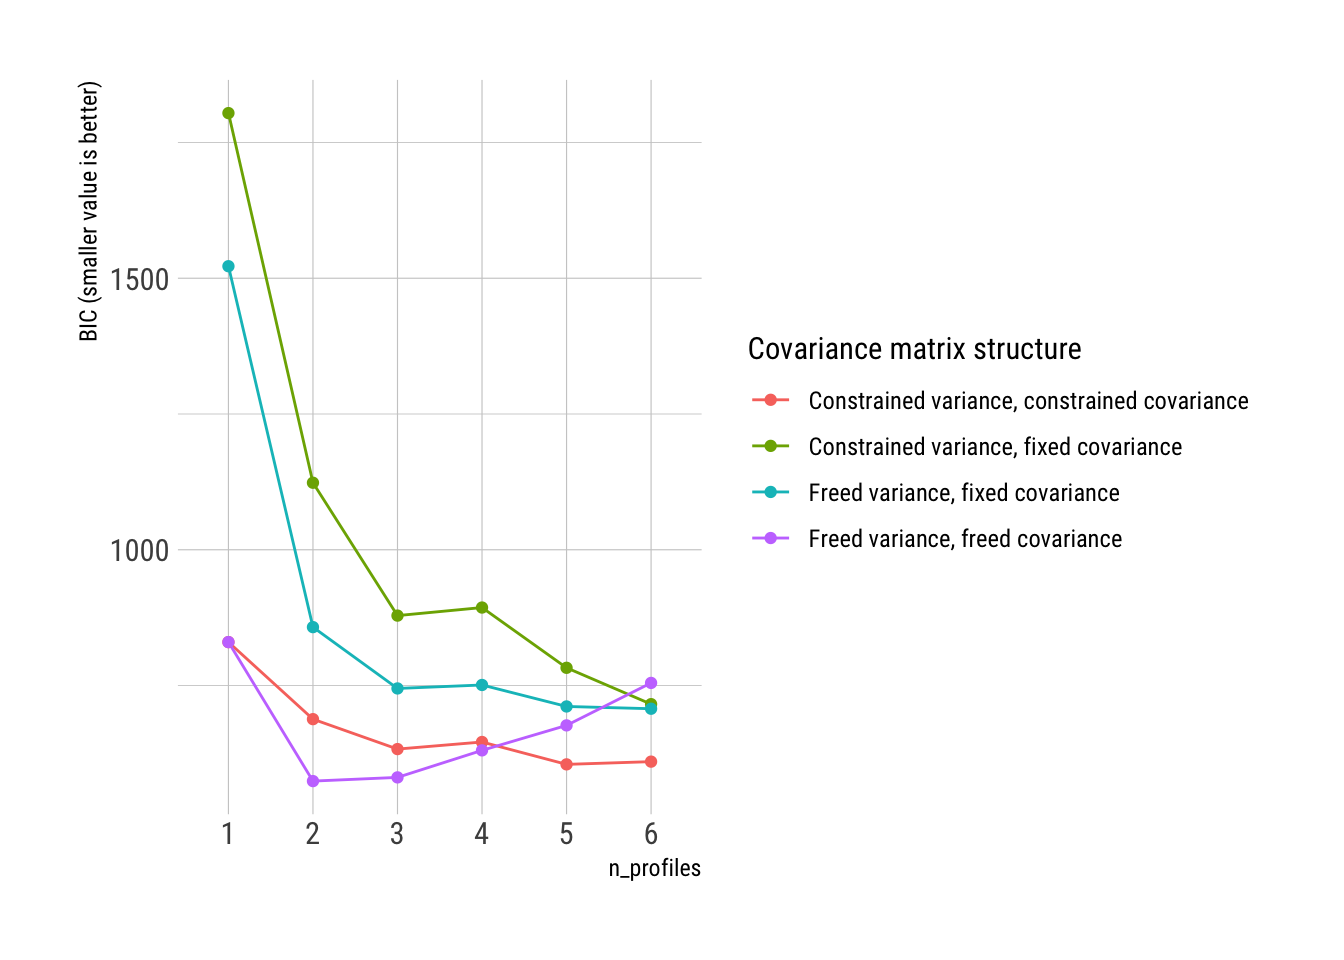 BIC (smaller value is better)
1500
1000
1 2 3 4 5 6
n_profiles
Covariance matrix structure
Constrained variance, constrained covariance
Constrained variance, fixed covariance
Freed variance, fixed covariance
Freed variance, freed covariance